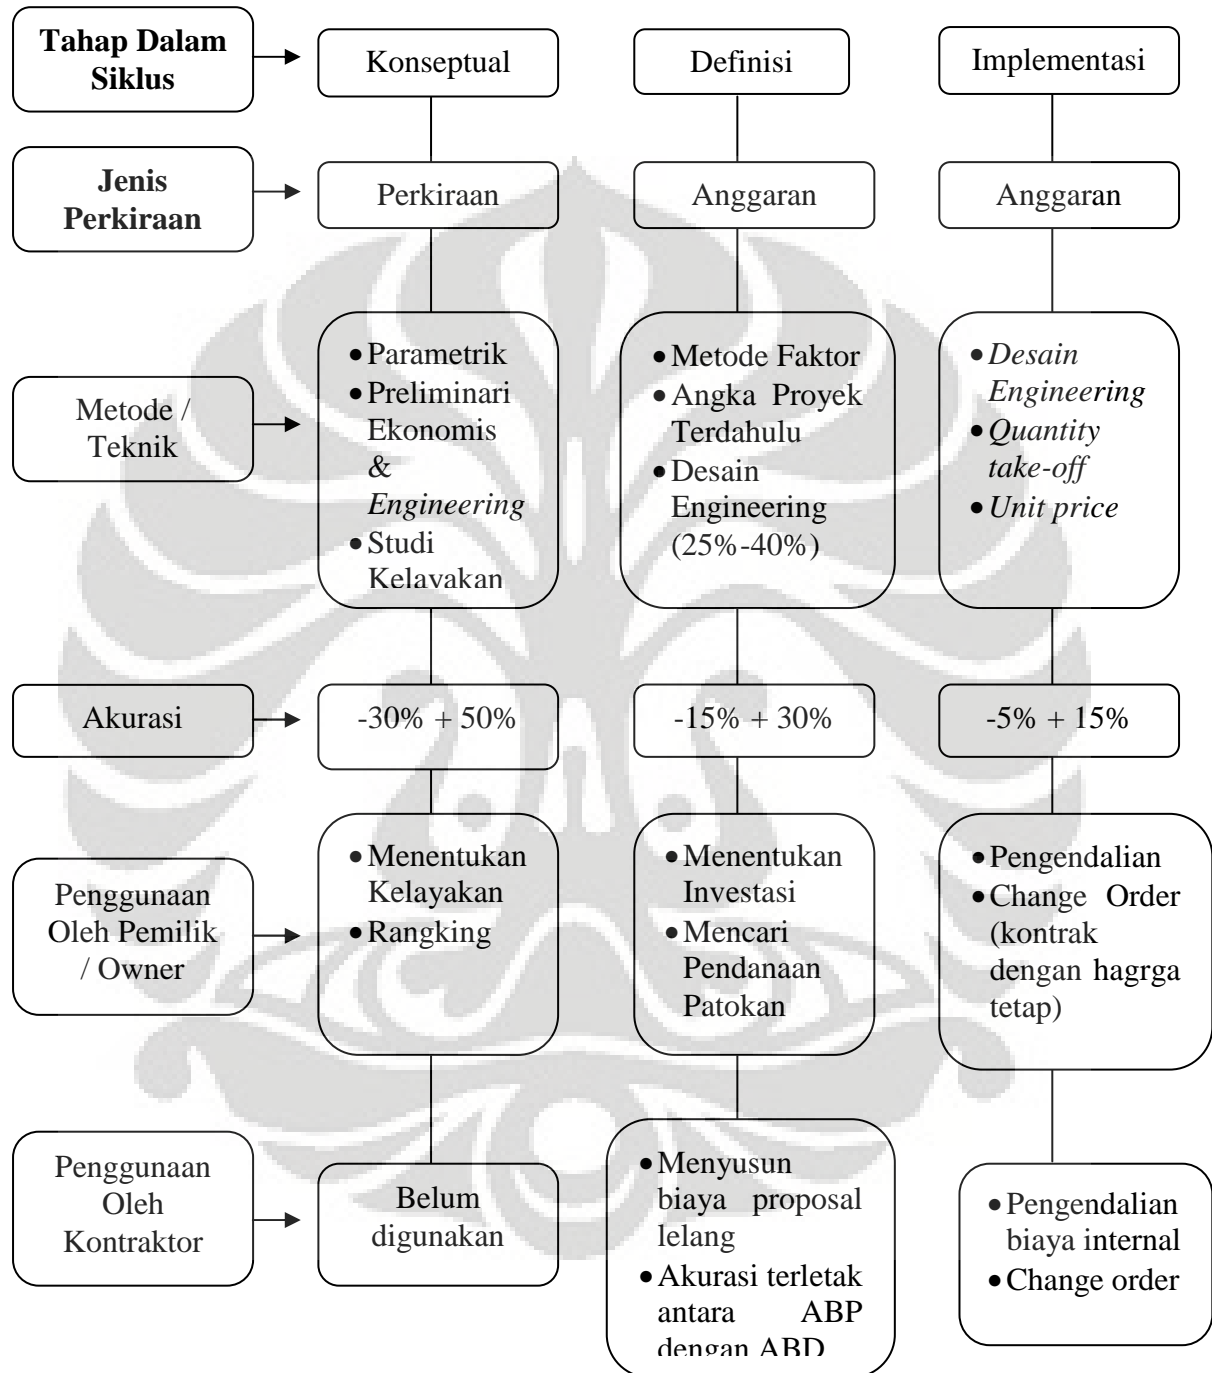 Tahap Dalam
Siklus
Konseptual
Definisi
Implementasi
Jenis
Perkiraan
Perkiraan
Anggaran
Anggaran
Metode /
Teknik
•Parametrik
•Preliminari
Ekonomis
&
Engineering
•Studi
Kelayakan
•Metode Faktor
•Angka Proyek
Terdahulu
•Desain
Engineering
(25%-40%)
•Desain
Engineering
•Quantity
take-off
•Unit price
Akurasi
-30% + 50%
-15% + 30%
-5% + 15%
Penggunaan
Oleh Pemilik
/ Owner
•Menentukan
Kelayakan
•Rangking
•Menentukan
Investasi
•Mencari
Pendanaan
Patokan
•Pengendalian
•Change Order
(kontrak
dengan hagrga
tetap)
Penggunaan
Oleh
Kontraktor
Belum
digunakan
•Menyusun
biaya proposal
lelang
•Akurasi terletak
antara ABP
dengan ABD
•Pengendalian
biaya internal
•Change order